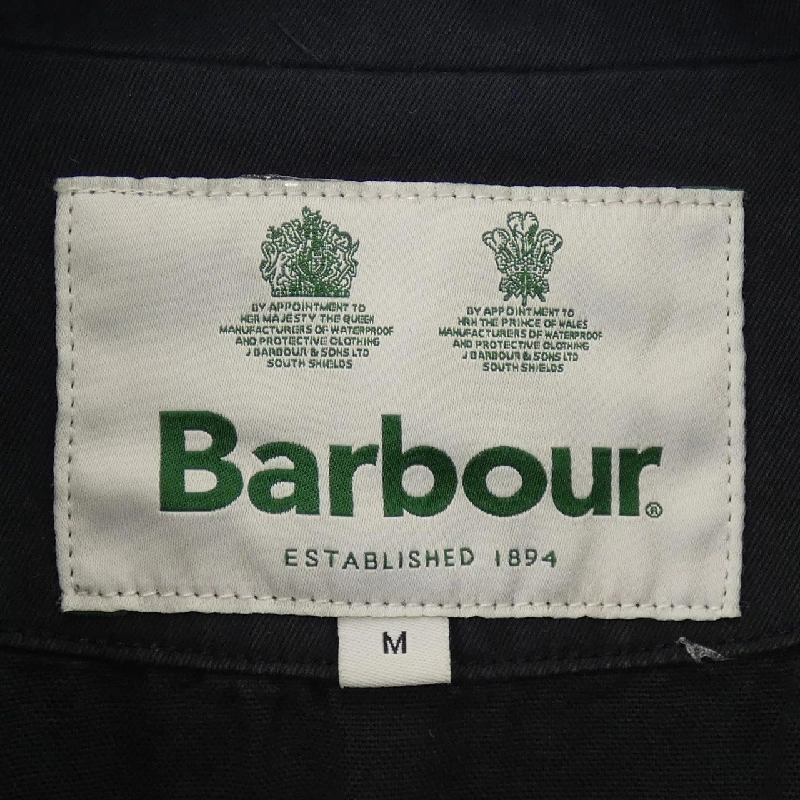 BY APPOINTMENT TO
HER MAJESTY THE QUEEN
MANUFACTURERS OF WATERPROOF
AND PROTECTIVE CLOTHING
J BARBOUR & SONS LTD
SOUTH SHIELDS
BY APPOINTMENT TO
HRH THE PRINCE OF WALES
MANUFACTURERS OF WATERPROOF
AND PROTECTIVE CLOTHING
J BARBOUR & SONS LTD
SOUTH SHIELDS
Barbour®
ESTABLISHED 1894
M